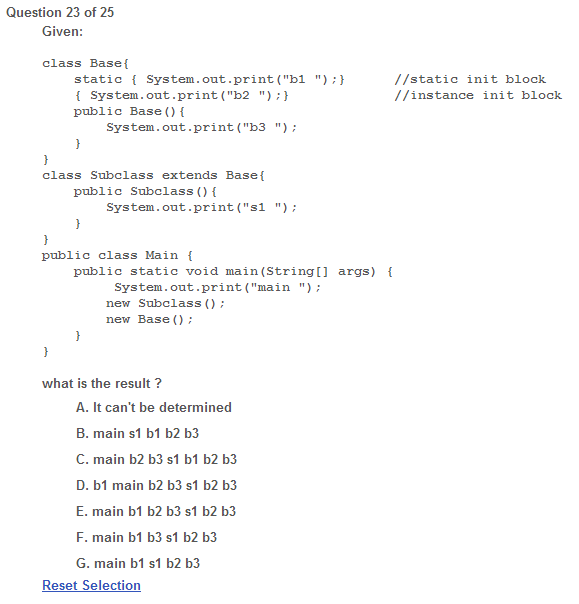 Question 23 of 25
Given:
class Base{
static { System.out.print("b1 ");} //static init block
{ System.out.print("b2 ");} //instance init block
public Base(){
System.out.print("b3 ");
}
}
class Subclass extends Base{
public Subclass(){
System.out.print("s1 ");
}
}
public class Main {
public static void main(String[] args) {
System.out.print("main ");
new Subclass();
new Base();
}
}
what is the result ?
A. It can't be determined
B. main s1 b1 b2 b3
C. main b2 b3 s1 b1 b2 b3
D. b1 main b2 b3 s1 b2 b3
E. main b1 b2 b3 s1 b2 b3
F. main b1 b3 s1 b2 b3
G. main b1 s1 b2 b3
Reset Selection